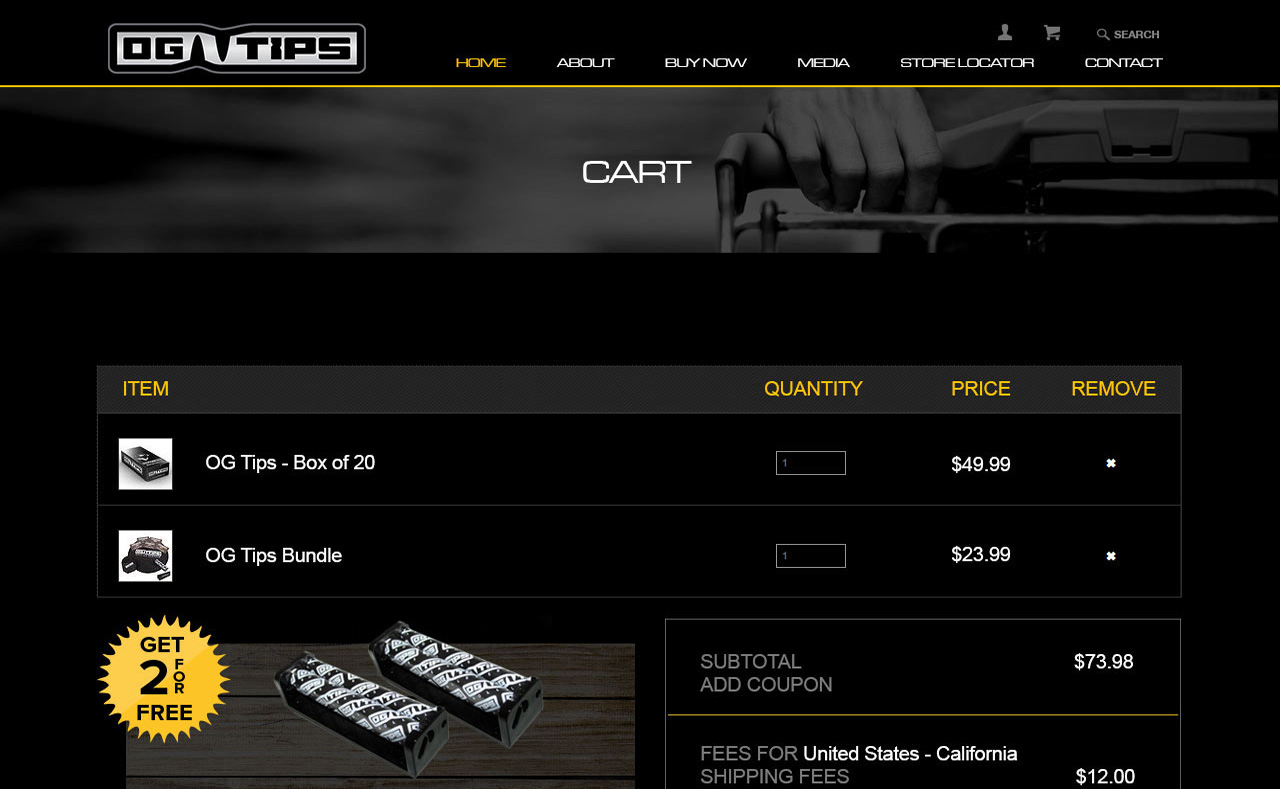 OG TIPS
SEARCH
HOME ABOUT BUY NOW MEDIA STORE LOCATOR CONTACT
CART
ITEM QUANTITY PRICE REMOVE
OG Tips - Box of 20 1 $49.99 ✖
OG Tips Bundle 1 $23.99 ✖
GET
2 FOR
FREE
SUBTOTAL $73.98
ADD COUPON
FEES FOR United States - California
SHIPPING FEES $12.00